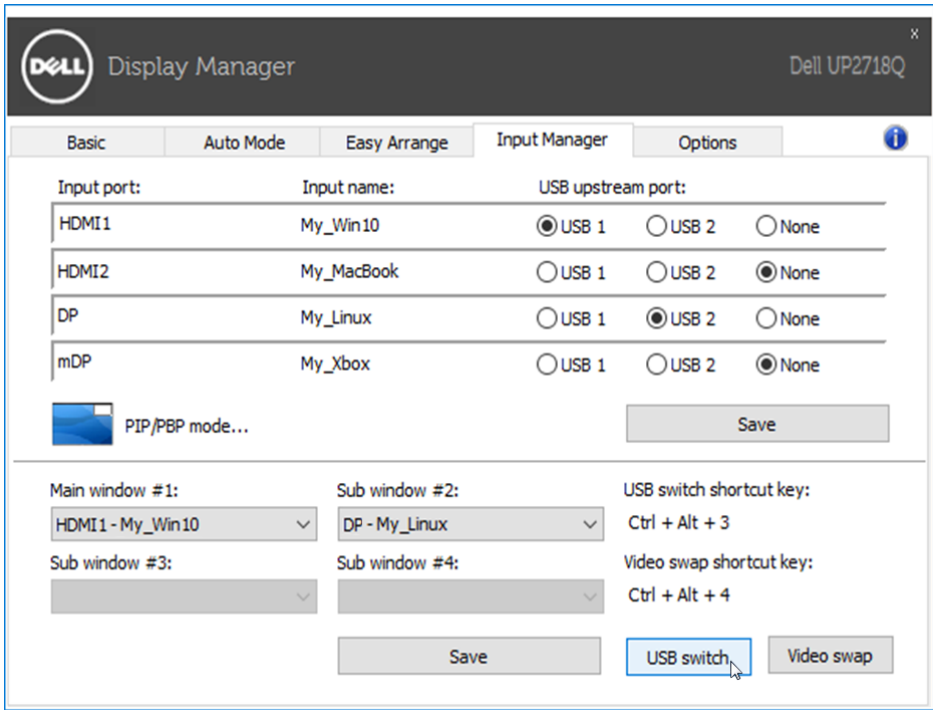 x
DELL Display Manager Dell UP2718Q
Basic Auto Mode Easy Arrange Input Manager Options i
Input port: Input name: USB upstream port:
HDMI1 My_Win10 USB 1 USB 2 None
HDMI2 My_MacBook USB 1 USB 2 None
DP My_Linux USB 1 USB 2 None
mDP My_Xbox USB 1 USB 2 None
PIP/PBP mode... Save
Main window #1: Sub window #2: USB switch shortcut key:
HDMI1 - My_Win10 DP - My_Linux Ctrl + Alt + 3
Sub window #3: Sub window #4: Video swap shortcut key:
Ctrl + Alt + 4
Save USB switch Video swap